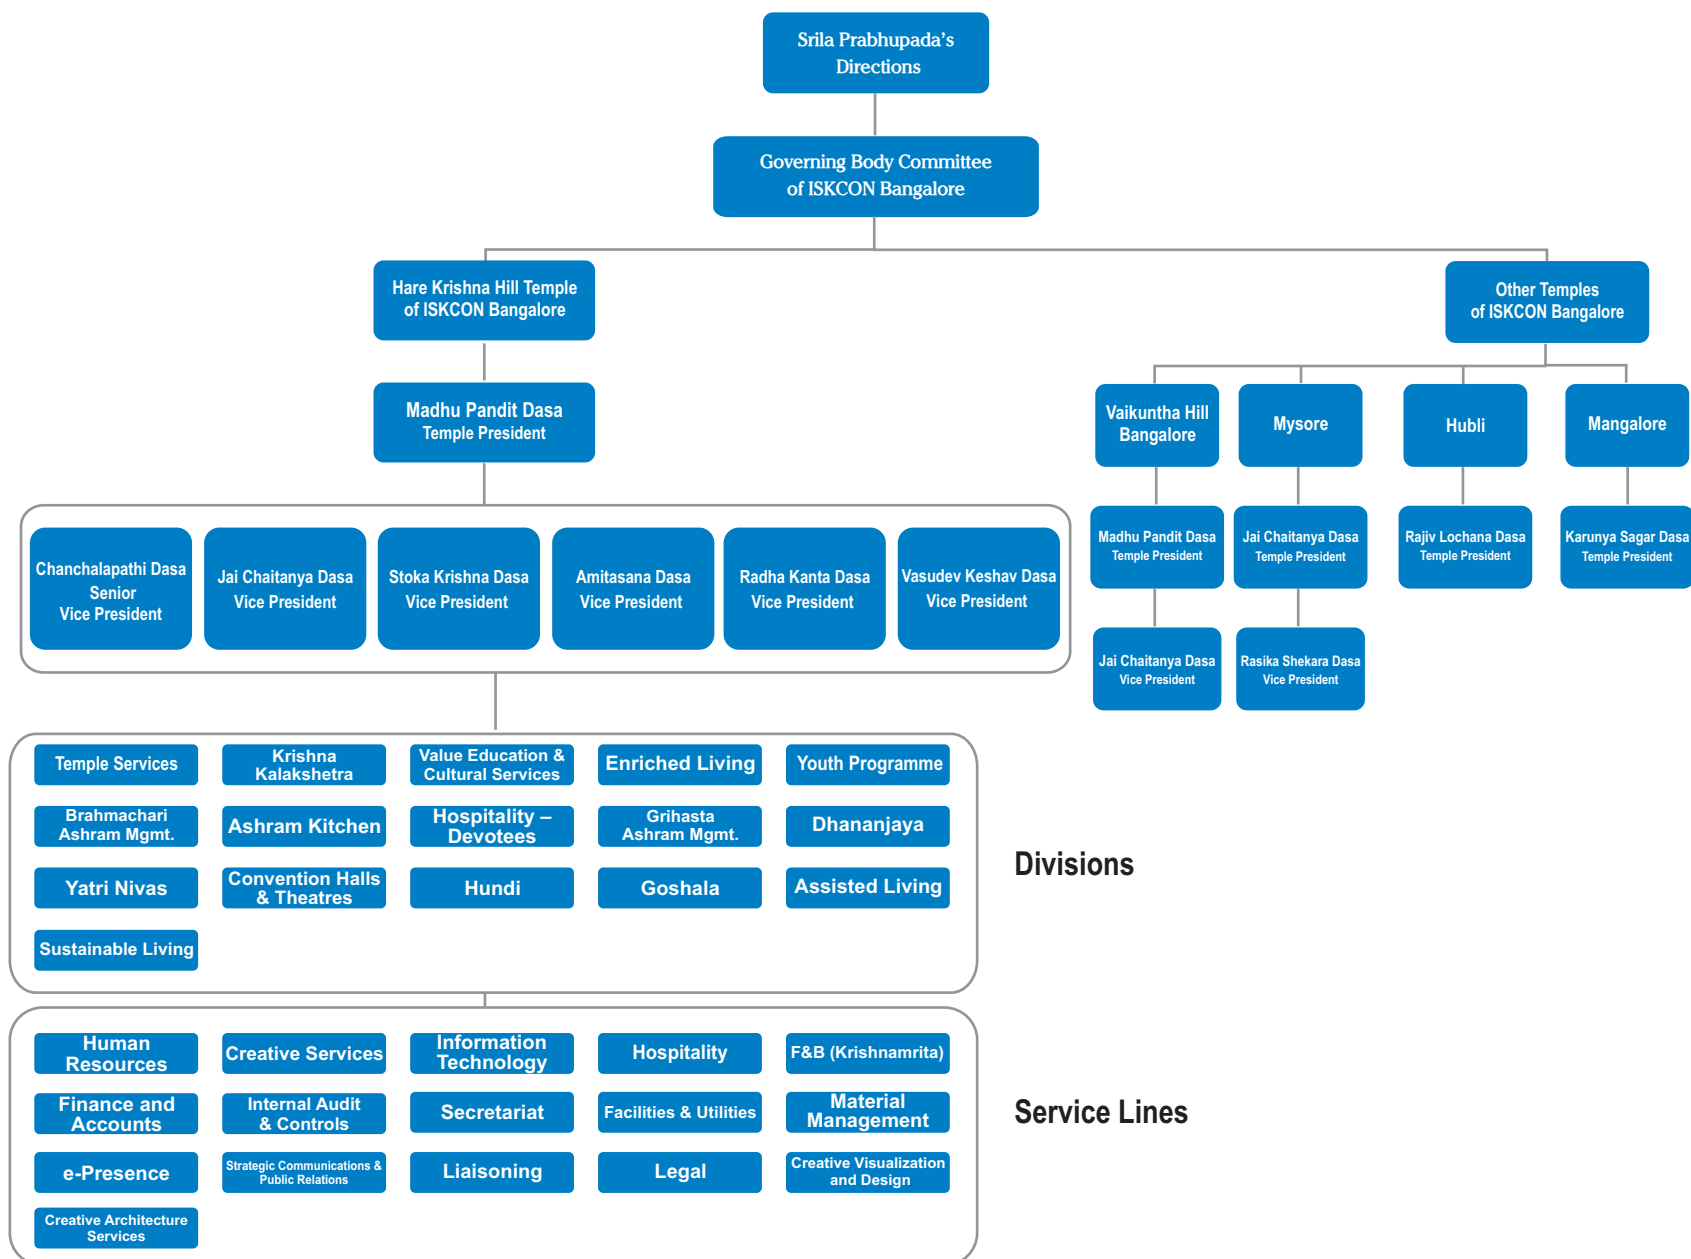 Srila Prabhupada's
Directions
Governing Body Committee
of ISKCON Bangalore
Hare Krishna Hill Temple
of ISKCON Bangalore
Other Temples
of ISKCON Bangalore
Madhu Pandit Dasa
Temple President
Vaikuntha Hill
Bangalore
Mysore
Hubli
Mangalore
Madhu Pandit Dasa
Temple President
Jai Chaitanya Dasa
Temple President
Rajiv Lochana Dasa
Temple President
Karunya Sagar Dasa
Temple President
Chanchalapathi Dasa
Senior
Vice President
Jai Chaitanya Dasa
Vice President
Stoka Krishna Dasa
Vice President
Amitasana Dasa
Vice President
Radha Kanta Dasa
Vice President
Vasudev Keshav Dasa
Vice President
Jai Chaitanya Dasa
Vice President
Rasika Shekara Dasa
Vice President
Temple Services
Krishna
Kalakshetra
Value Education &
Cultural Services
Enriched Living
Youth Programme
Brahmachari
Ashram Mgmt.
Ashram Kitchen
Hospitality –
Devotees
Grihasta
Ashram Mgmt.
Dhananjaya
Yatri Nivas
Convention Halls
& Theatres
Hundi
Goshala
Assisted Living
Sustainable Living
Divisions
Human
Resources
Creative Services
Information
Technology
Hospitality
F&B (Krishnamrita)
Finance and
Accounts
Internal Audit
& Controls
Secretariat
Facilities & Utilities
Material
Management
e-Presence
Strategic Communications &
Public Relations
Liaisoning
Legal
Creative Visualization
and Design
Creative Architecture
Services
Service Lines